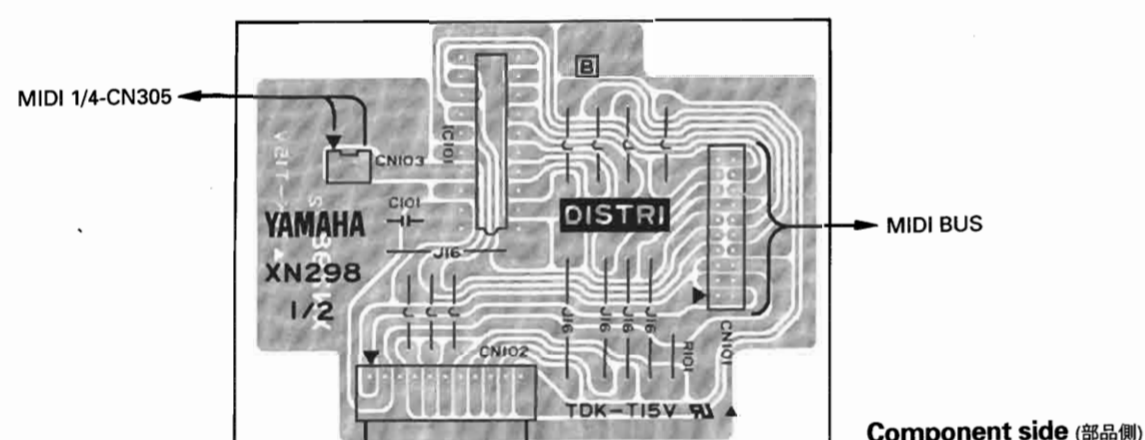 B
MIDI 1/4-CN305
IC101
J
J
J
J
CN103
C101
YAMAHA
DISTRI
MIDI BUS
J16
XN298
1/2
J
J
J
J16
J16
J16
J16
CN101
R101
CN102
TDK-T15V
Component side (部品側)